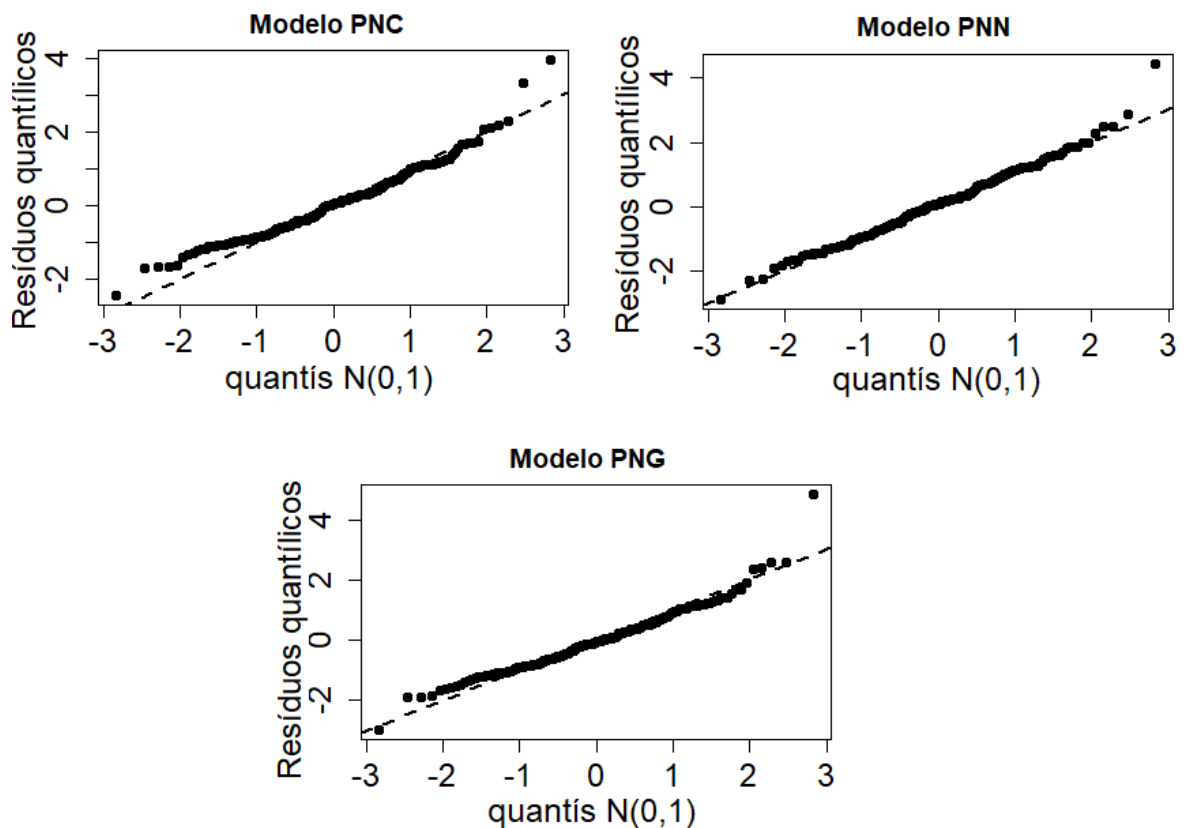 Modelo PNC
Resíduos quantílicos
4
2
0
-2
-3 -2 -1 0 1 2 3
quantís N(0,1)
Modelo PNN
Resíduos quantílicos
4
2
0
-2
-3 -2 -1 0 1 2 3
quantís N(0,1)
Modelo PNG
Resíduos quantílicos
4
2
0
-2
-3 -2 -1 0 1 2 3
quantís N(0,1)